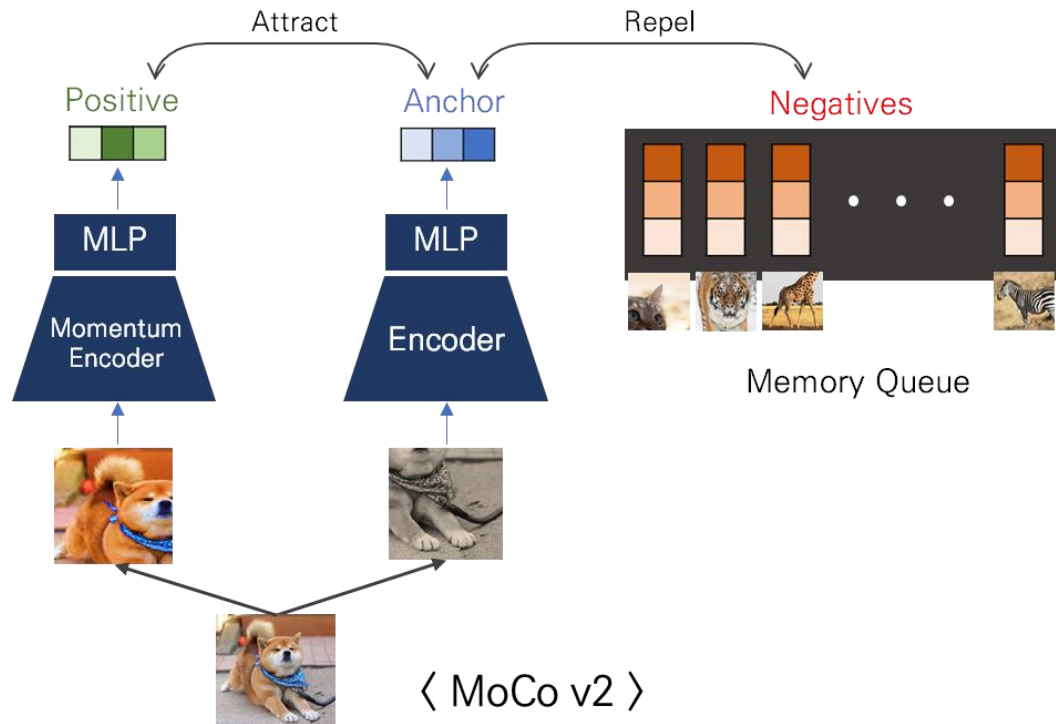 Attract
Repel
Positive
Anchor
Negatives
MLP
MLP
Momentum
Encoder
Encoder
Memory Queue
〈 MoCo v2 〉